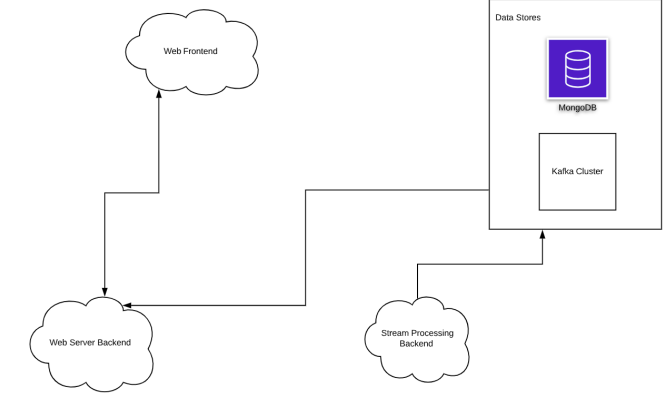 Data Stores
Web Frontend
MongoDB
Kafka Cluster
Web Server Backend
Stream Processing
Backend